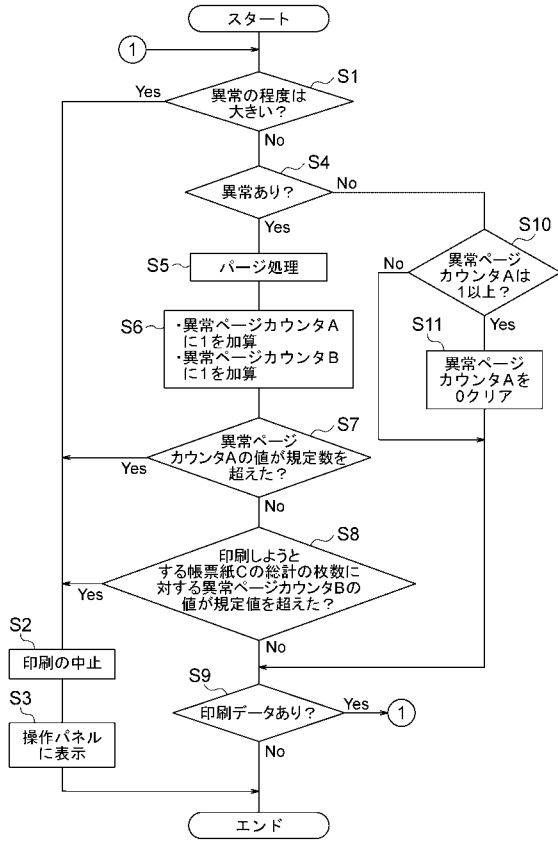 スタート
1
S1
異常の程度は
大きい？
Yes
No
S4
異常あり？
No
Yes
S10
異常ページ
カウンタAは
1以上？
No
Yes
S5
パージ処理
S6
・異常ページカウンタA
に1を加算
・異常ページカウンタB
に1を加算
S11
異常ページ
カウンタAを
0クリア
S7
異常ページ
カウンタAの値が規定数を
超えた？
Yes
No
S8
印刷しようと
する帳票紙Cの総計の枚数に
対する異常ページカウンタBの
値が規定値を超えた？
Yes
No
S2
印刷の中止
S9
印刷データあり？
Yes
1
No
S3
操作パネル
に表示
エンド